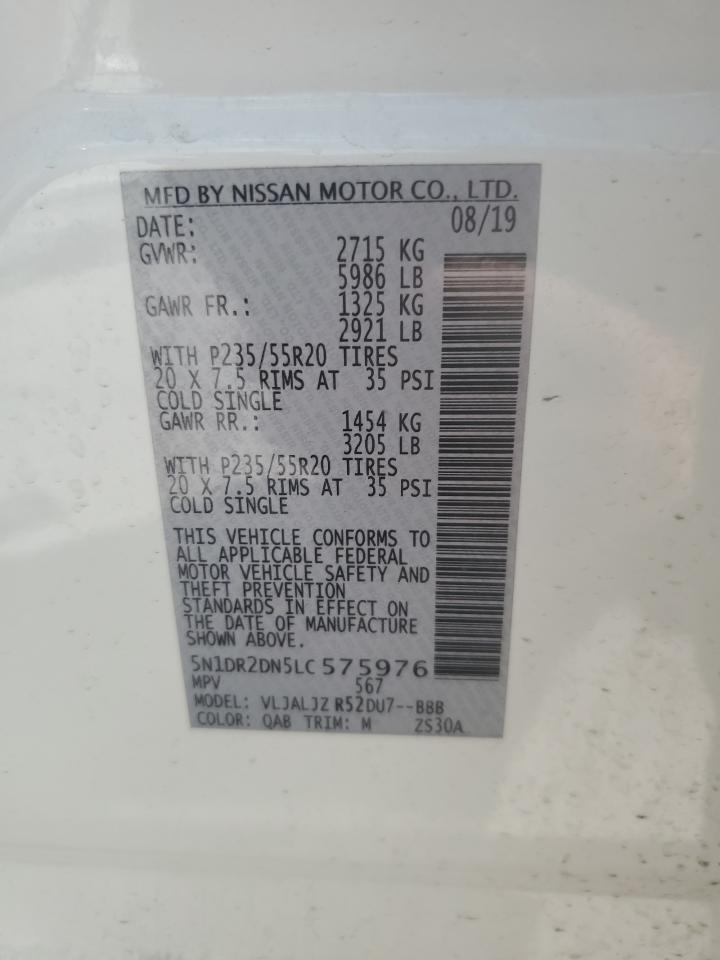 MFD BY NISSAN MOTOR CO., LTD.
DATE: 08/19
GVWR: 2715 KG
5986 LB
GAWR FR.: 1325 KG
2921 LB
WITH P235/55R20 TIRES
20 X 7.5 RIMS AT 35 PSI
COLD SINGLE
GAWR RR.: 1454 KG
3205 LB
WITH P235/55R20 TIRES
20 X 7.5 RIMS AT 35 PSI
COLD SINGLE
THIS VEHICLE CONFORMS TO
ALL APPLICABLE FEDERAL
MOTOR VEHICLE SAFETY AND
THEFT PREVENTION
STANDARDS IN EFFECT ON
THE DATE OF MANUFACTURE
SHOWN ABOVE.
5N1DR2DN5LC575976
MPV 567
MODEL: VLJALJZ R52DU7--BBB
COLOR: QAB TRIM: M ZS30A